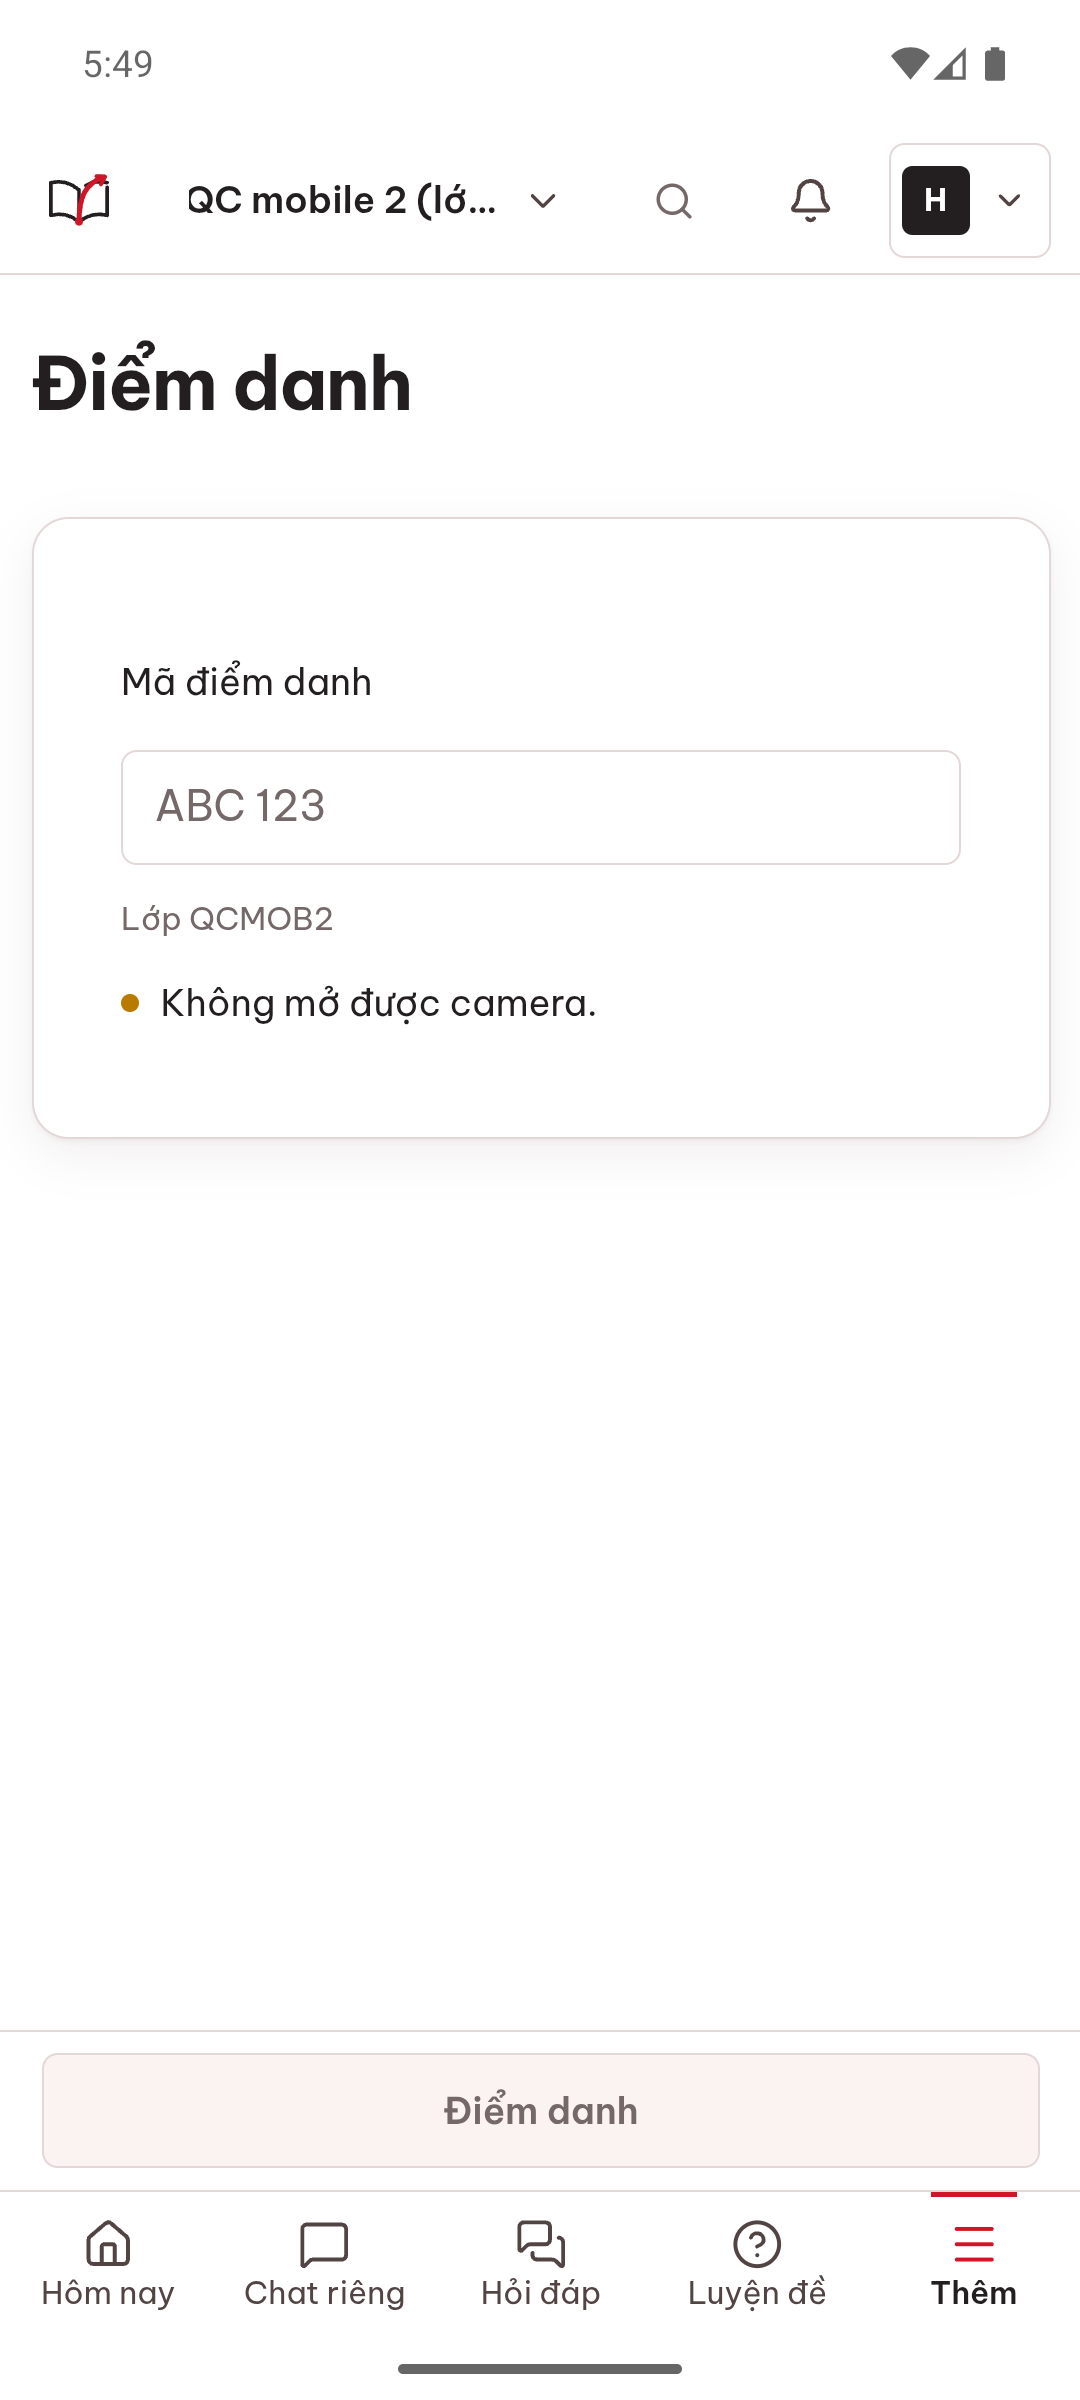 5:49
QC mobile 2 (lớ...
H
Điểm danh
Mã điểm danh
ABC 123
Lớp QCMOB2
Không mở được camera.
Điểm danh
Hôm nay
Chat riêng
Hỏi đáp
Luyện đề
Thêm